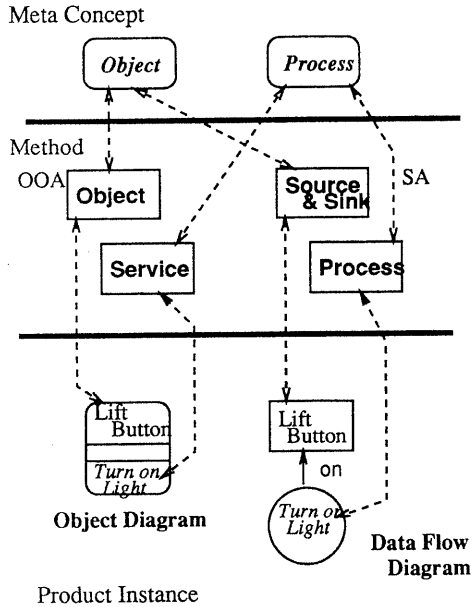 Meta Concept
Object
Process
Method
OOA
Object
Source
& Sink
SA
Service
Process
Lift
Button
Turn on
Light
Object Diagram
Lift
Button
on
Turn on
Light
Data Flow
Diagram
Product Instance